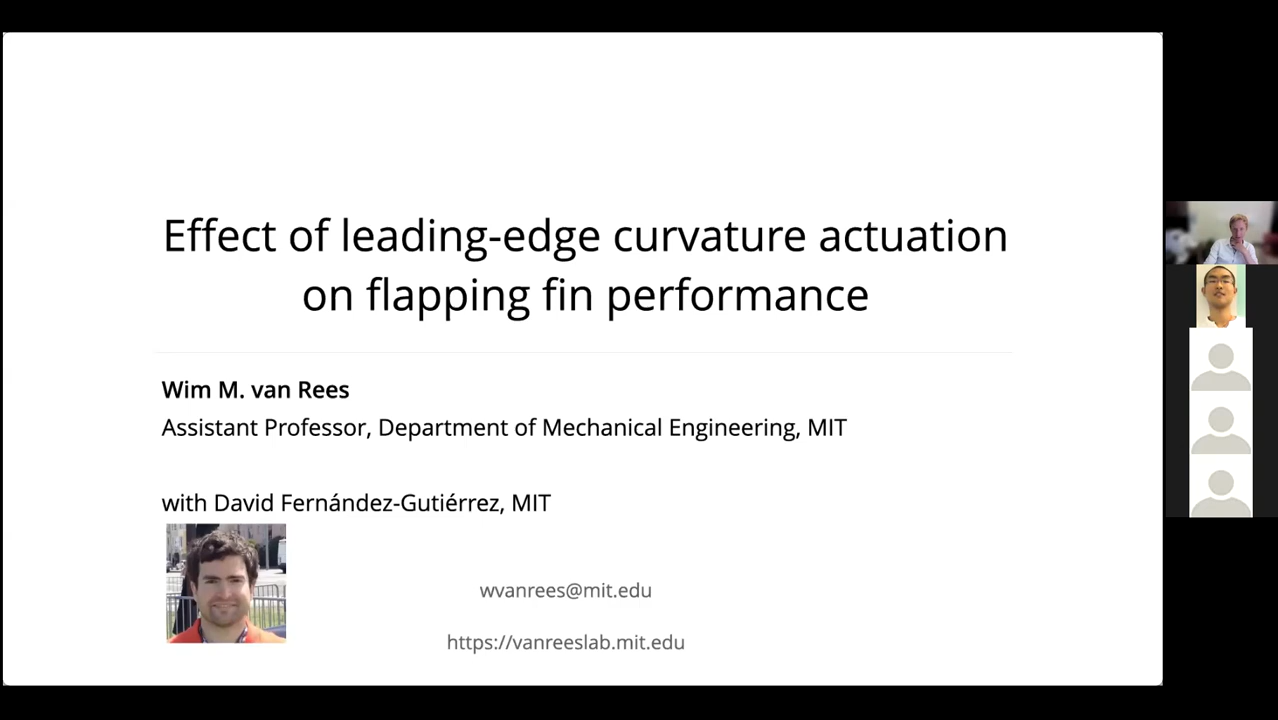 Effect of leading-edge curvature actuation
on flapping fin performance
Wim M. van Rees
Assistant Professor, Department of Mechanical Engineering, MIT
with David Fernández-Gutiérrez, MIT
wvanrees@mit.edu
https://vanreeslab.mit.edu